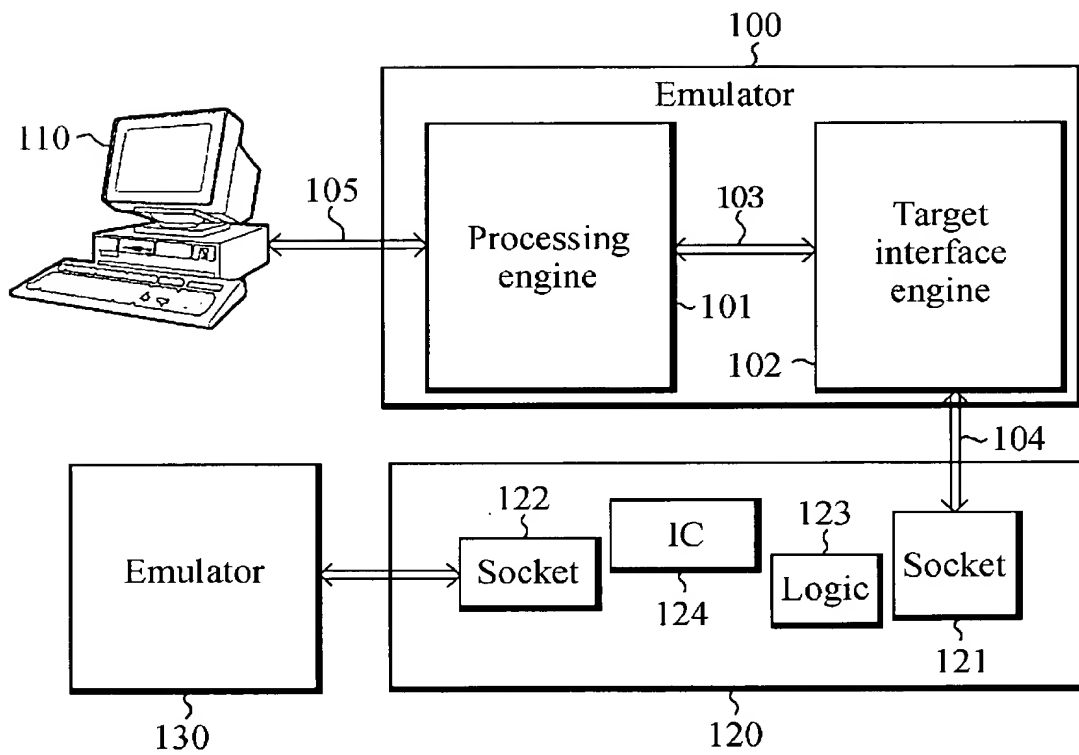 100
Emulator
110
105
Processing
engine
103
Target
interface
engine
101
102
104
Emulator
122
Socket
IC
124
123
Logic
Socket
121
130
120